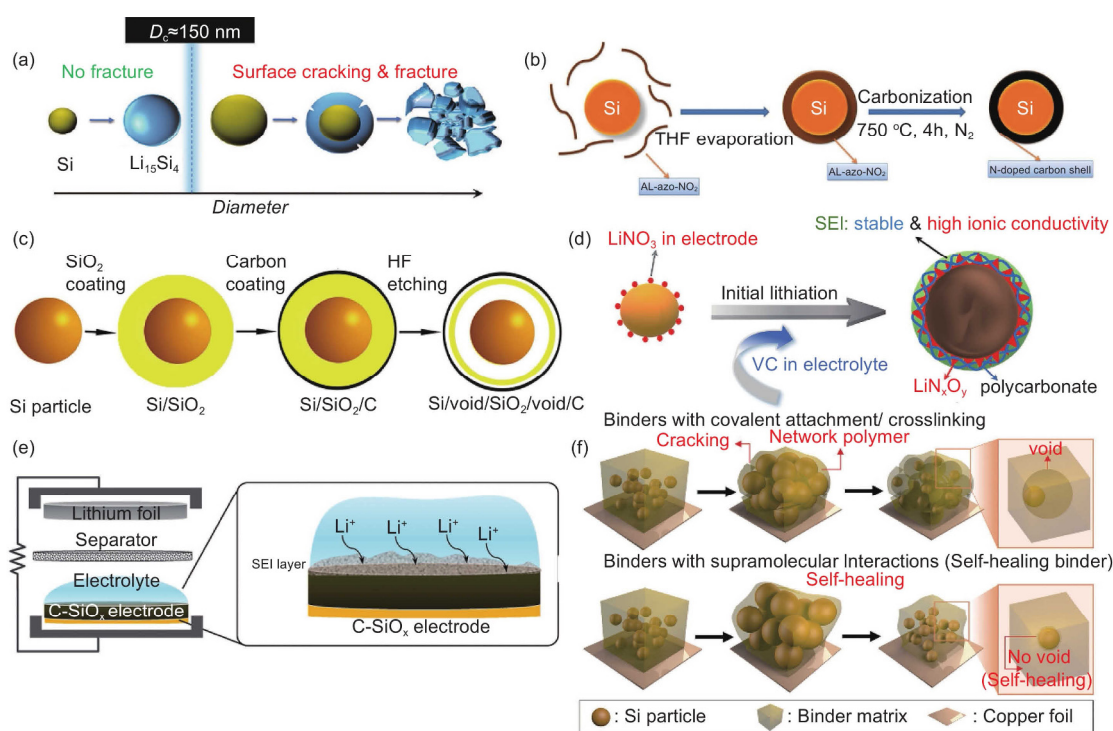 (a)
D_c≈150 nm
No fracture
Surface cracking & fracture
Si
Li₁₅Si₄
Diameter
(b)
Si
Si
Carbonization
Si
THF evaporation
750 °C, 4h, N₂
AL-azo-NO₂
AL-azo-NO₂
N-doped carbon shell
(c)
SiO₂
coating
Carbon
coating
HF
etching
Si particle
Si/SiO₂
Si/SiO₂/C
Si/void/SiO₂/void/C
(d)
SEI: stable & high ionic conductivity
LiNO₃ in electrode
Initial lithiation
VC in electrolyte
LiNₓOᵧ
polycarbonate
(e)
Lithium foil
Separator
Electrolyte
C-SiOₓ electrode
Li⁺
Li⁺
Li⁺
Li⁺
SEI layer
C-SiOₓ electrode
(f)
Binders with covalent attachment/ crosslinking
Cracking
Network polymer
void
Binders with supramolecular Interactions (Self-healing binder)
Self-healing
No void
(Self-healing)
: Si particle
: Binder matrix
: Copper foil